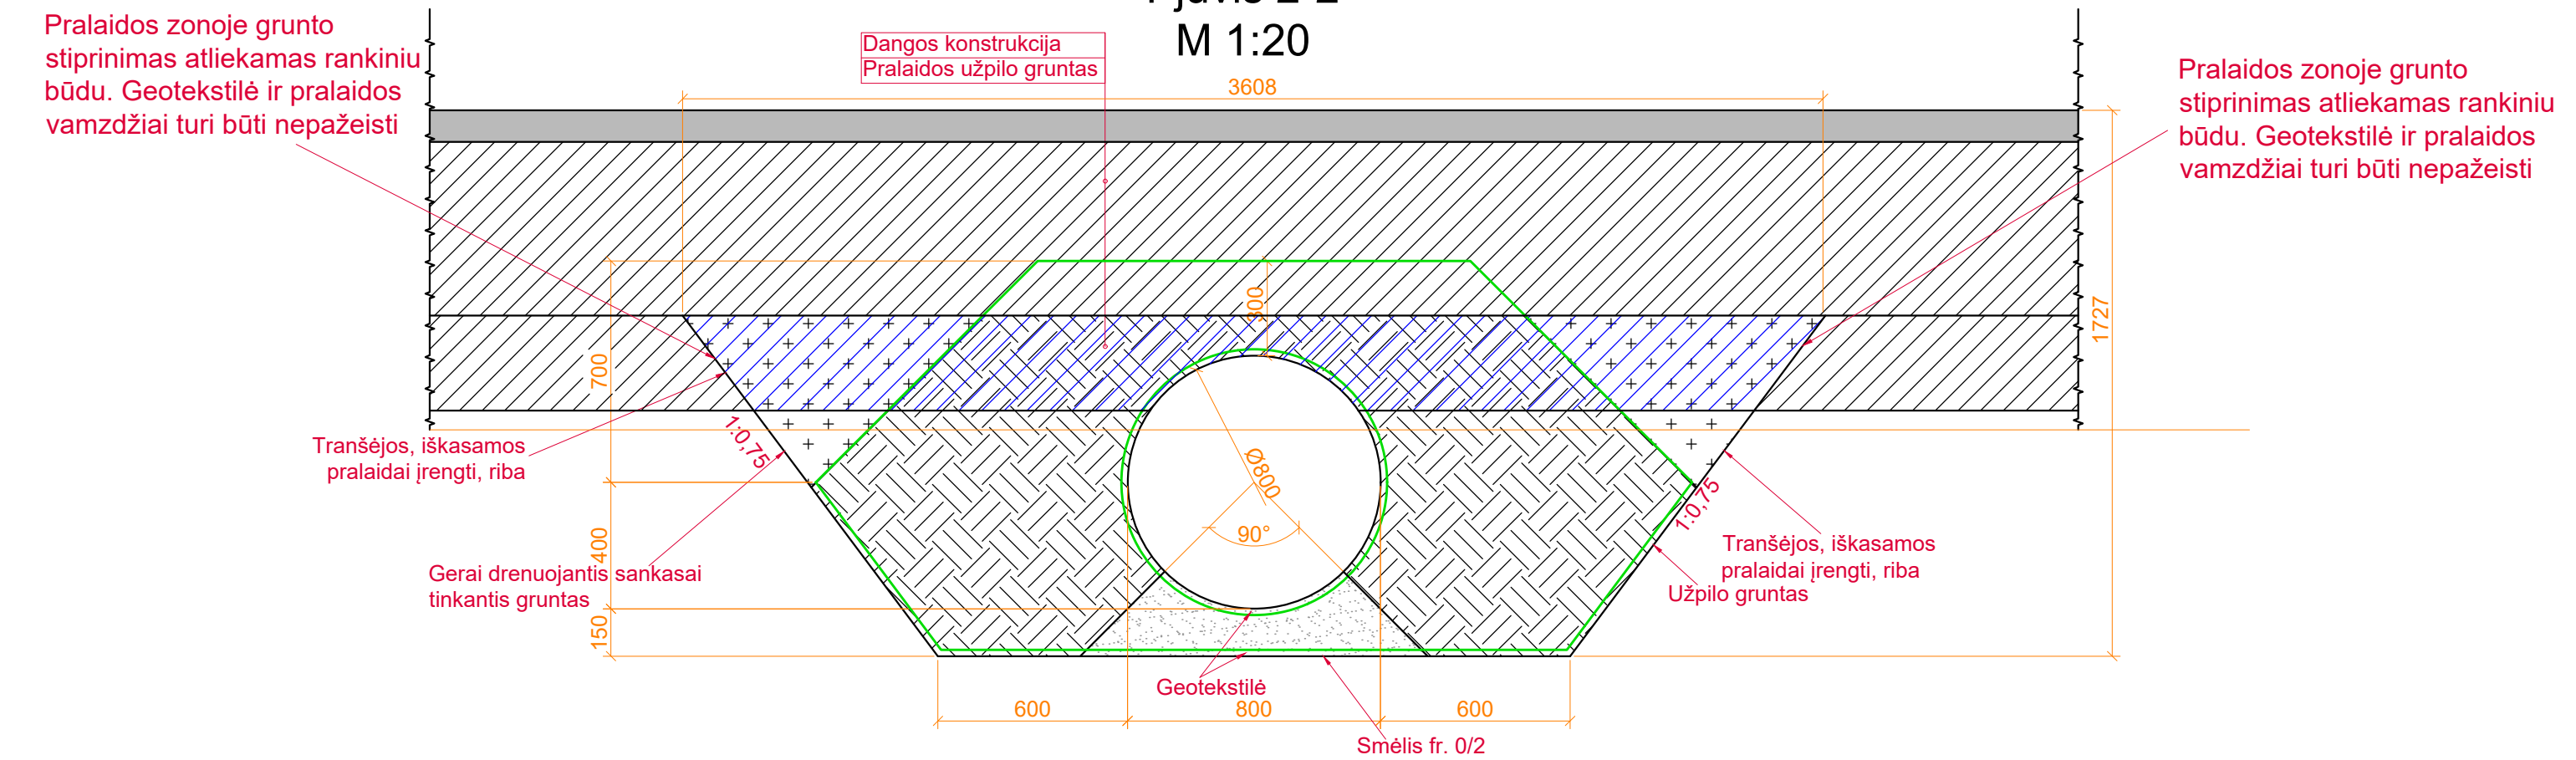 M 1:20
Pralaidos zonoje grunto
stiprinimas atliekamas rankiniu
būdu. Geotekstilė ir pralaidos
vamzdžiai turi būti nepažeisti
Dangos konstrukcija
Pralaidos užpilo gruntas
3608
Pralaidos zonoje grunto
stiprinimas atliekamas rankiniu
būdu. Geotekstilė ir pralaidos
vamzdžiai turi būti nepažeisti
300
1727
700
1:0,75
Tranšėjos, iškasamos
pralaidai įrengti, riba
Ø800
90°
1:0,75
400
Gerai drenuojantis sankasai
tinkantis gruntas
Tranšėjos, iškasamos
pralaidai įrengti, riba
Užpilo gruntas
150
Geotekstilė
600
800
600
Smėlis fr. 0/2